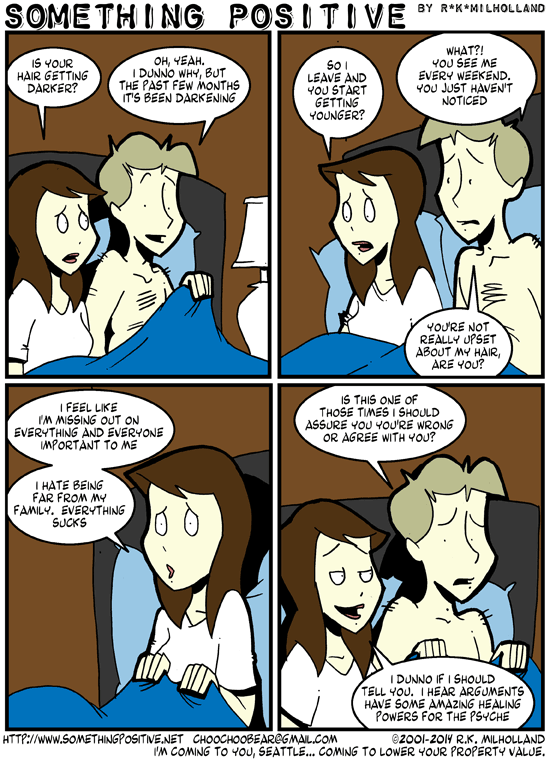 SOMETHING POSITIVE BY R*K*MILHOLLAND
IS YOUR
HAIR GETTING
DARKER?
OH, YEAH.
I DUNNO WHY, BUT
THE PAST FEW MONTHS
IT'S BEEN DARKENING
SO I
LEAVE AND
YOU START
GETTING
YOUNGER?
WHAT?!
YOU SEE ME
EVERY WEEKEND.
YOU JUST HAVEN'T
NOTICED
YOU'RE NOT
REALLY UPSET
ABOUT MY HAIR,
ARE YOU?
I FEEL LIKE
I'M MISSING OUT ON
EVERYTHING AND EVERYONE
IMPORTANT TO ME
I HATE BEING
FAR FROM MY
FAMILY. EVERYTHING
SUCKS
IS THIS ONE OF
THOSE TIMES I SHOULD
ASSURE YOU YOU'RE WRONG
OR AGREE WITH YOU?
I DUNNO IF I SHOULD
TELL YOU. I HEAR ARGUMENTS
HAVE SOME AMAZING HEALING
POWERS FOR THE PSYCHE
HTTP://WWW.SOMETHINGPOSITIVE.NET CHOOCHOOBEAR@GMAIL.COM ©2001-2014 R.K. MILHOLLAND
I'M COMING TO YOU, SEATTLE... COMING TO LOWER YOUR PROPERTY VALUE.